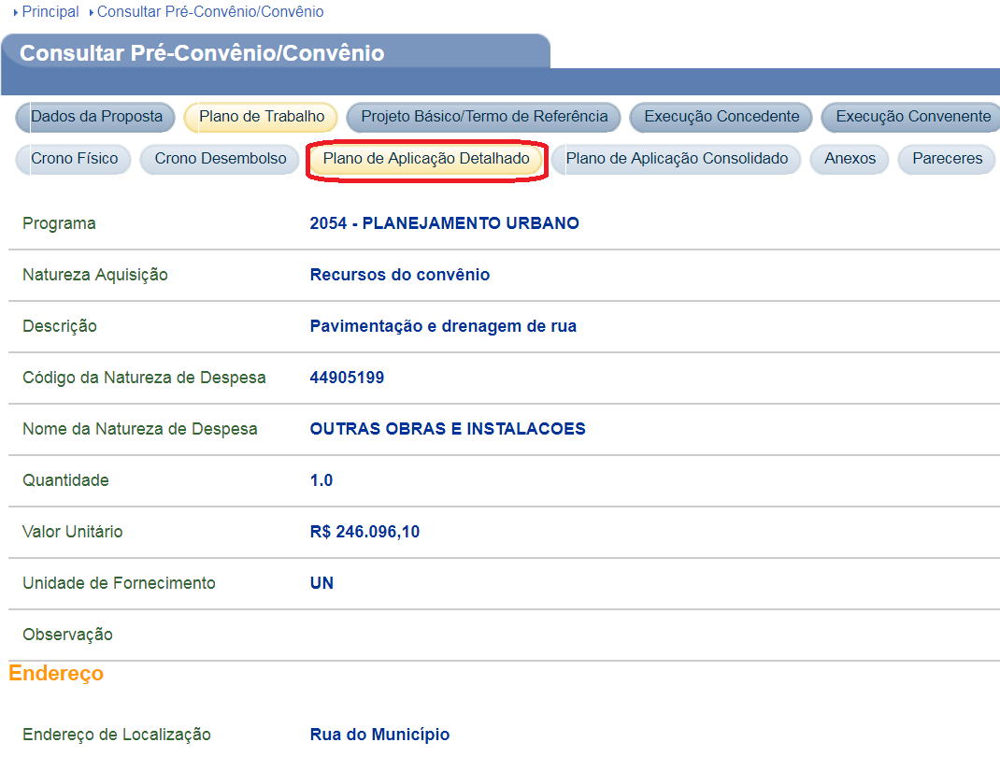 Principal Consultar Pré-Convênio/Convênio
Consultar Pré-Convênio/Convênio
Dados da Proposta Plano de Trabalho Projeto Básico/Termo de Referência Execução Concedente Execução Convenente
Crono Físico Crono Desembolso Plano de Aplicação Detalhado Plano de Aplicação Consolidado Anexos Pareceres
Programa 2054 - PLANEJAMENTO URBANO
Natureza Aquisição Recursos do convênio
Descrição Pavimentação e drenagem de rua
Código da Natureza de Despesa 44905199
Nome da Natureza de Despesa OUTRAS OBRAS E INSTALACOES
Quantidade 1.0
Valor Unitário R$ 246.096,10
Unidade de Fornecimento UN
Observação
Endereço
Endereço de Localização Rua do Município